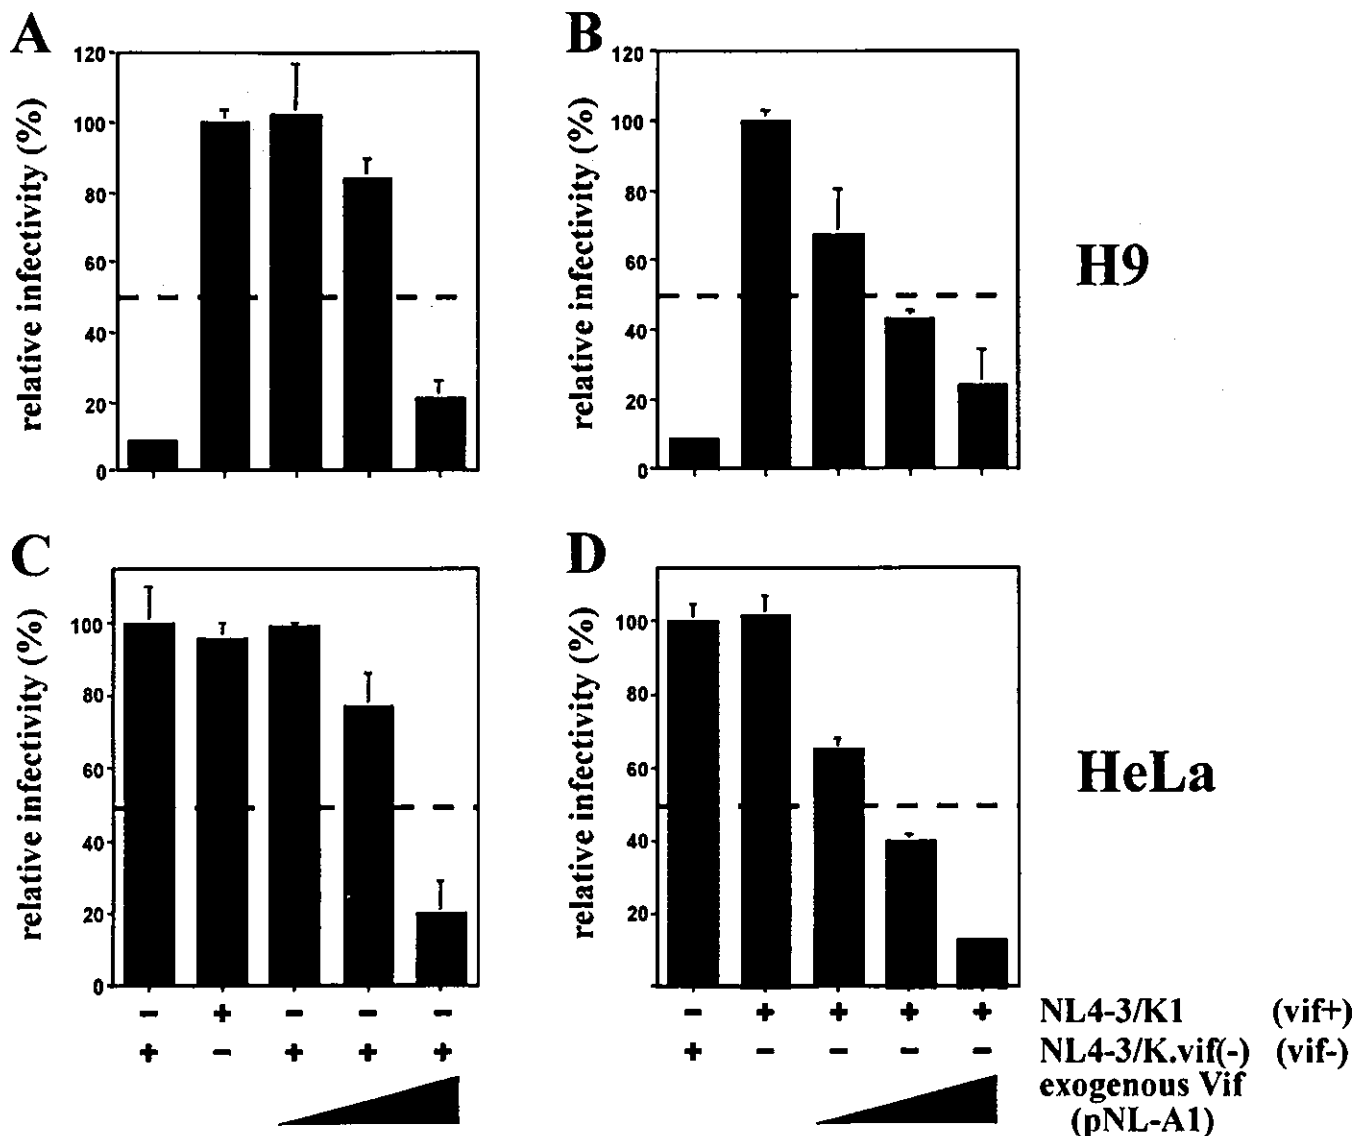 A
B
relative infectivity (%)
120
100
80
60
40
20
0
relative infectivity (%)
120
100
80
60
40
20
0
H9
C
D
relative infectivity (%)
100
80
60
40
20
0
relative infectivity (%)
100
80
60
40
20
HeLa
- + - - - - + + + + NL4-3/K1 (vif+)
+ - + + + + - - - - NL4-3/K.vif(-) (vif-)
exogenous Vif
(pNL-A1)